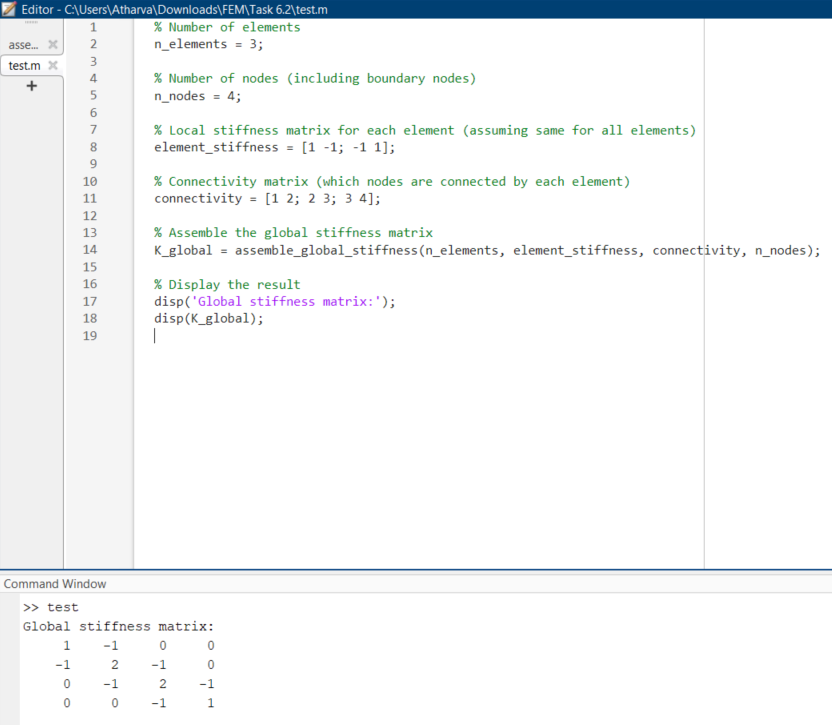 Editor - C:\Users\Atharva\Downloads\FEM\Task 6.2\test.m
asse...
test.m
+
1 % Number of elements
2 n_elements = 3;
3
4 % Number of nodes (including boundary nodes)
5 n_nodes = 4;
6
7 % Local stiffness matrix for each element (assuming same for all elements)
8 element_stiffness = [1 -1; -1 1];
9
10 % Connectivity matrix (which nodes are connected by each element)
11 connectivity = [1 2; 2 3; 3 4];
12
13 % Assemble the global stiffness matrix
14 K_global = assemble_global_stiffness(n_elements, element_stiffness, connectivity, n_nodes);
15
16 % Display the result
17 disp('Global stiffness matrix:');
18 disp(K_global);
19
Command Window
>> test
Global stiffness matrix:
1 -1 0 0
-1 2 -1 0
0 -1 2 -1
0 0 -1 1